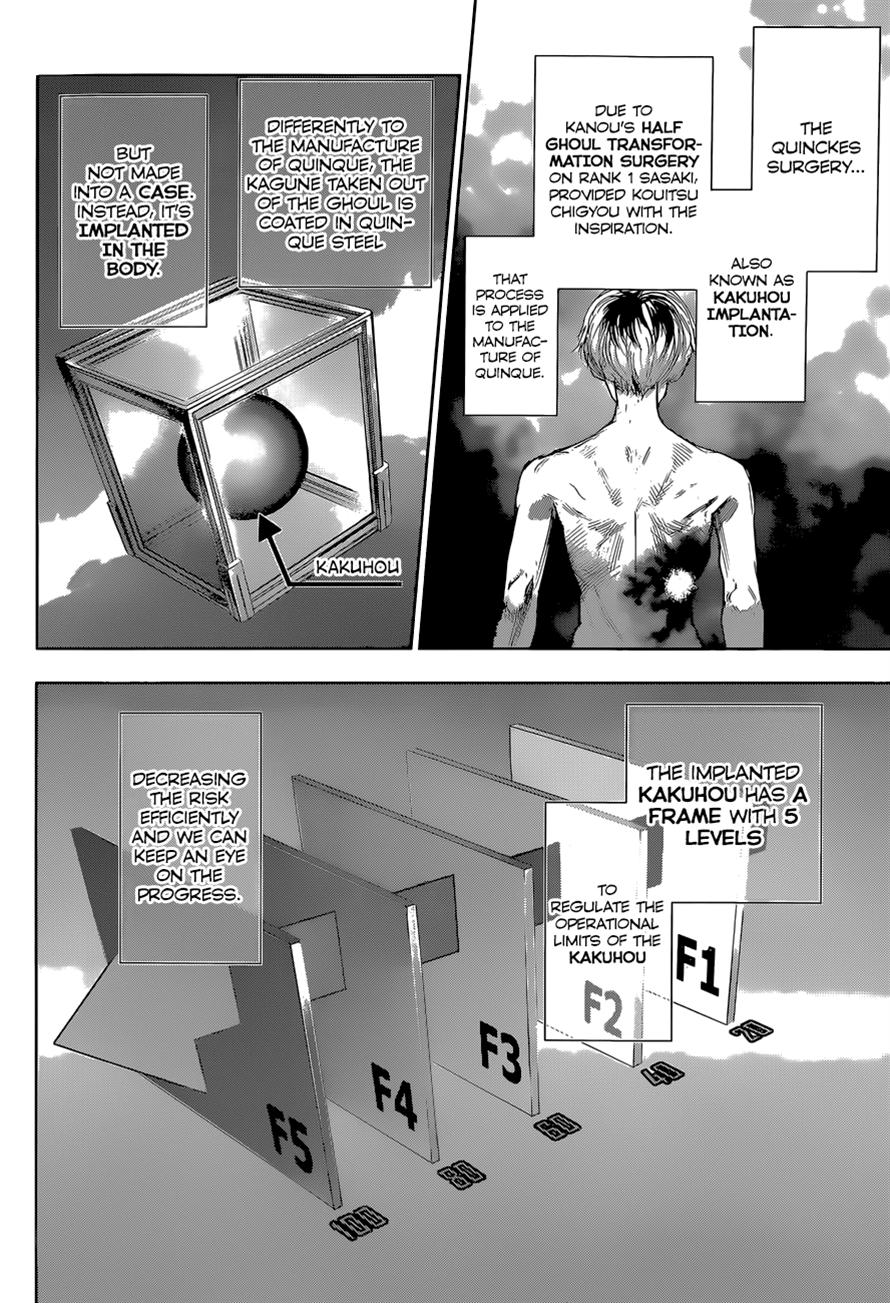 THE
QUINCKES
SURGERY...
DUE TO
KANOU'S HALF
GHOUL TRANSFOR-
MATION SURGERY
ON RANK 1 SASAKI,
PROVIDED KOUITSU
CHIGYOU WITH THE
INSPIRATION.
ALSO
KNOWN AS
KAKUHOU
IMPLANTA-
TION.
THAT
PROCESS
IS APPLIED
TO THE
MANUFAC-
TURE OF
QUINQUE.
DIFFERENTLY TO
THE MANUFACTURE
OF QUINQUE, THE
KAGUNE TAKEN OUT
OF THE GHOUL IS
COATED IN QUIN-
QUE STEEL
BUT
NOT MADE
INTO A CASE.
INSTEAD, IT'S
IMPLANTED
IN THE
BODY.
KAKUHOU
THE IMPLANTED
KAKUHOU HAS A
FRAME WITH 5
LEVELS
TO
REGULATE THE
OPERATIONAL
LIMITS OF THE
KAKUHOU
DECREASING
THE RISK
EFFICIENTLY
AND WE CAN
KEEP AN EYE
ON THE
PROGRESS.
F1
20
F2
40
F3
60
F4
80
F5
100